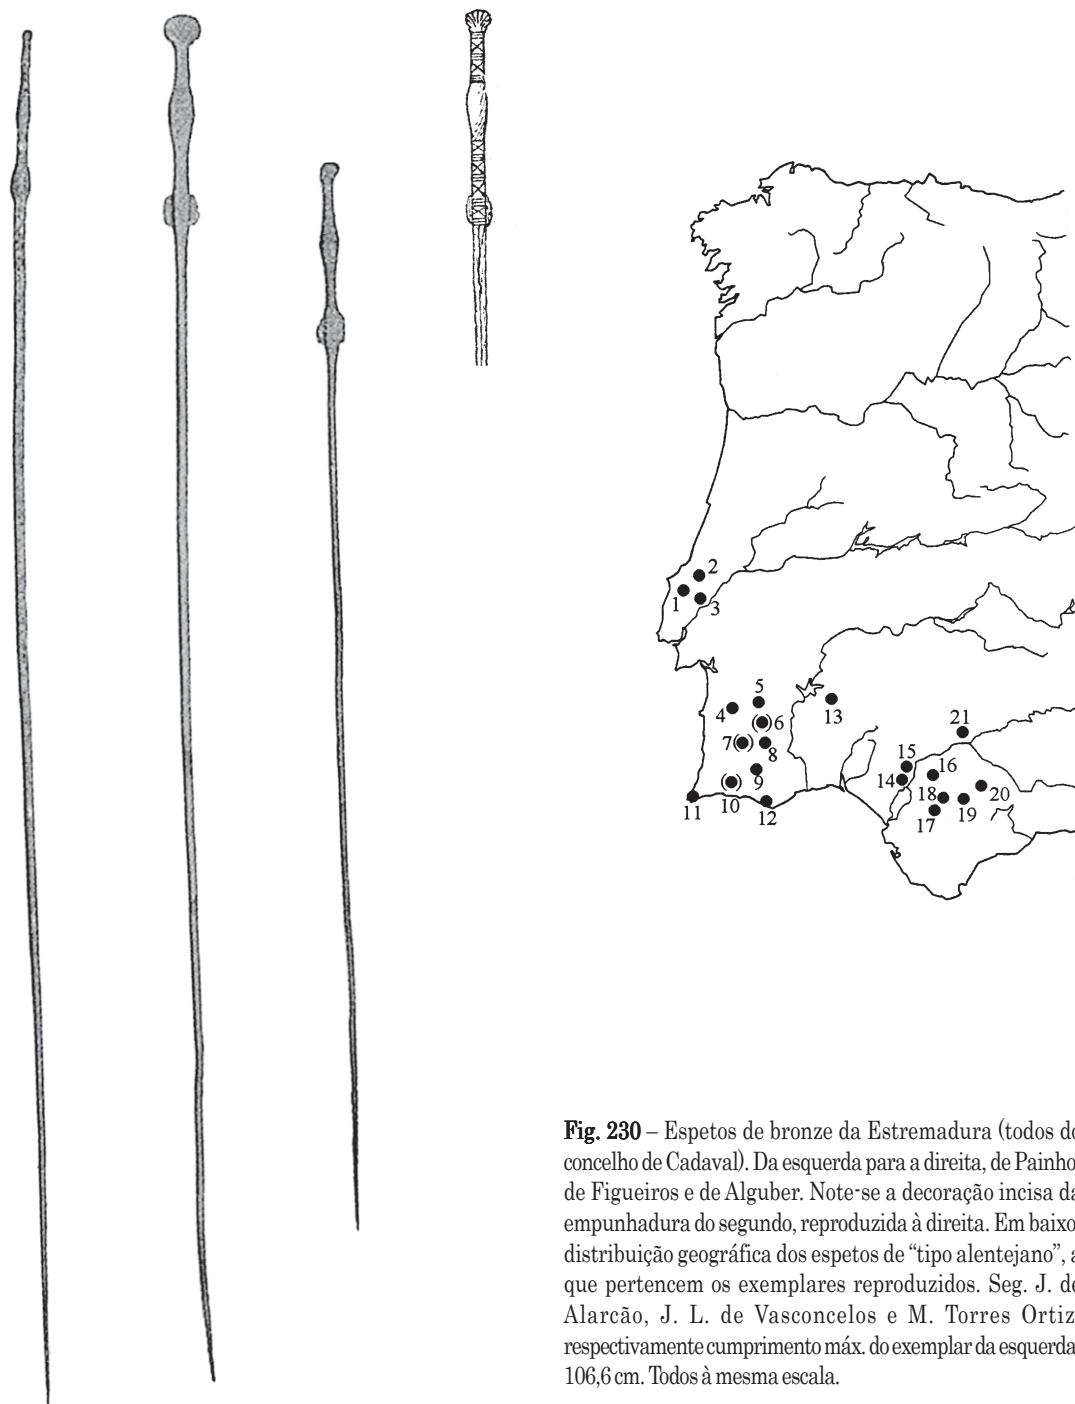 2
1
3
5
4
(•)6
7(•)
8
13
9
(•)
10
11
12
21
15
16
14
18
20
19
17
Fig. 230 – Espetos de bronze da Estremadura (todos do
concelho de Cadaval). Da esquerda para a direita, de Painho
de Figueiros e de Alguber. Note-se a decoração incisa da
empunhadura do segundo, reproduzida à direita. Em baixo
distribuição geográfica dos espetos de “tipo alentejano”, a
que pertencem os exemplares reproduzidos. Seg. J. de
Alarcão, J. L. de Vasconcelos e M. Torres Ortiz
respectivamente cumprimento máx. do exemplar da esquerda
106,6 cm. Todos à mesma escala.